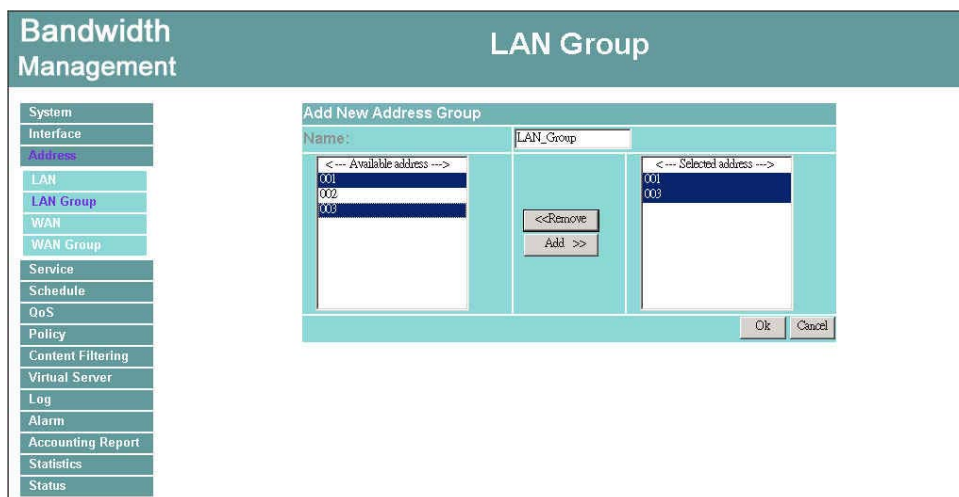 Bandwidth
Management
LAN Group
System
Interface
Address
LAN
LAN Group
WAN
WAN Group
Service
Schedule
QoS
Policy
Content Filtering
Virtual Server
Log
Alarm
Accounting Report
Statistics
Status
Add New Address Group
Name:
LAN_Group
<--- Available address --->
001
002
003
<<Remove
Add >>
<--- Selected address --->
001
003
Ok
Cancel